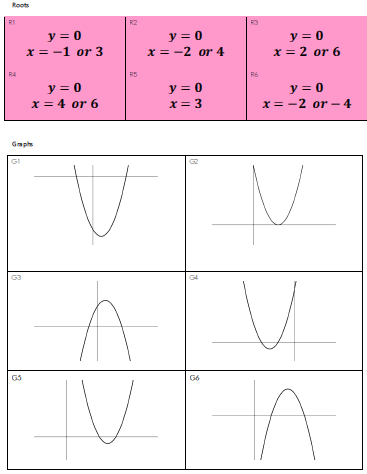 Roots
R1
y = 0
x = −1 or 3
R2
y = 0
x = −2 or 4
R3
y = 0
x = 2 or 6
R4
y = 0
x = 4 or 6
R5
y = 0
x = 3
R6
y = 0
x = −2 or − 4
Graphs
G1
G2
G3
G4
G5
G6